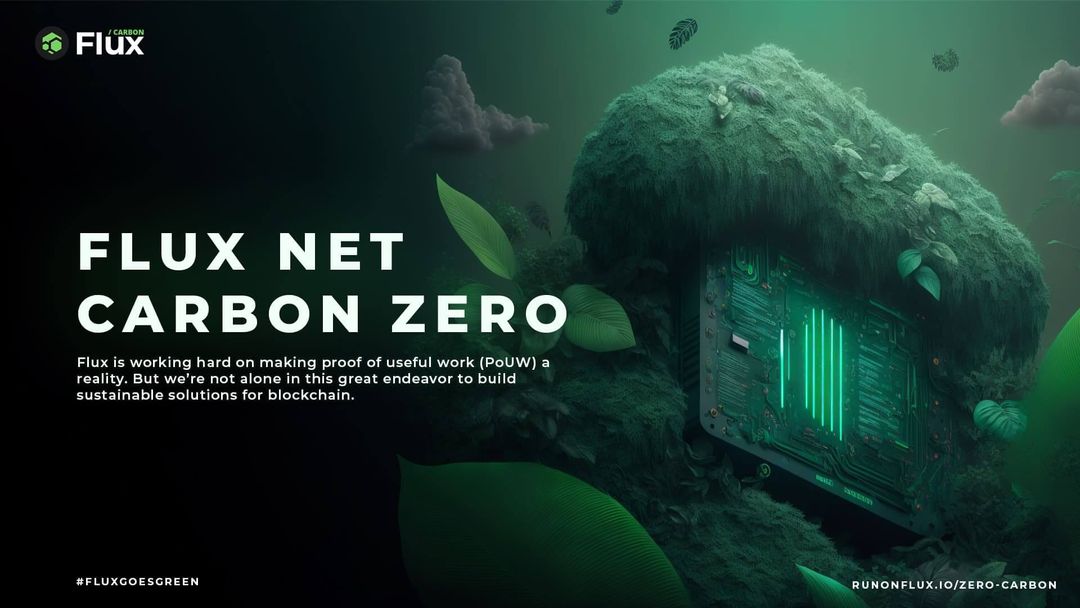 / CARBON
Flux
FLUX NET
CARBON ZERO
Flux is working hard on making proof of useful work (PoUW) a
reality. But we’re not alone in this great endeavor to build
sustainable solutions for blockchain.
#FLUXGOESGREEN
RUNONFLUX.IO/ZERO-CARBON